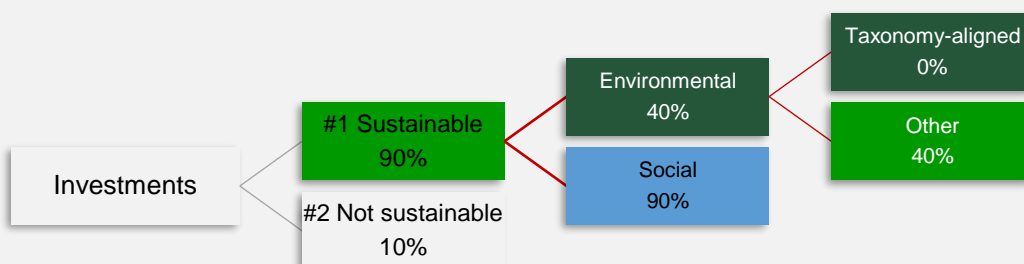 Investments
#1 Sustainable
90%
#2 Not sustainable
10%
Environmental
40%
Social
90%
Taxonomy-aligned
0%
Other
40%